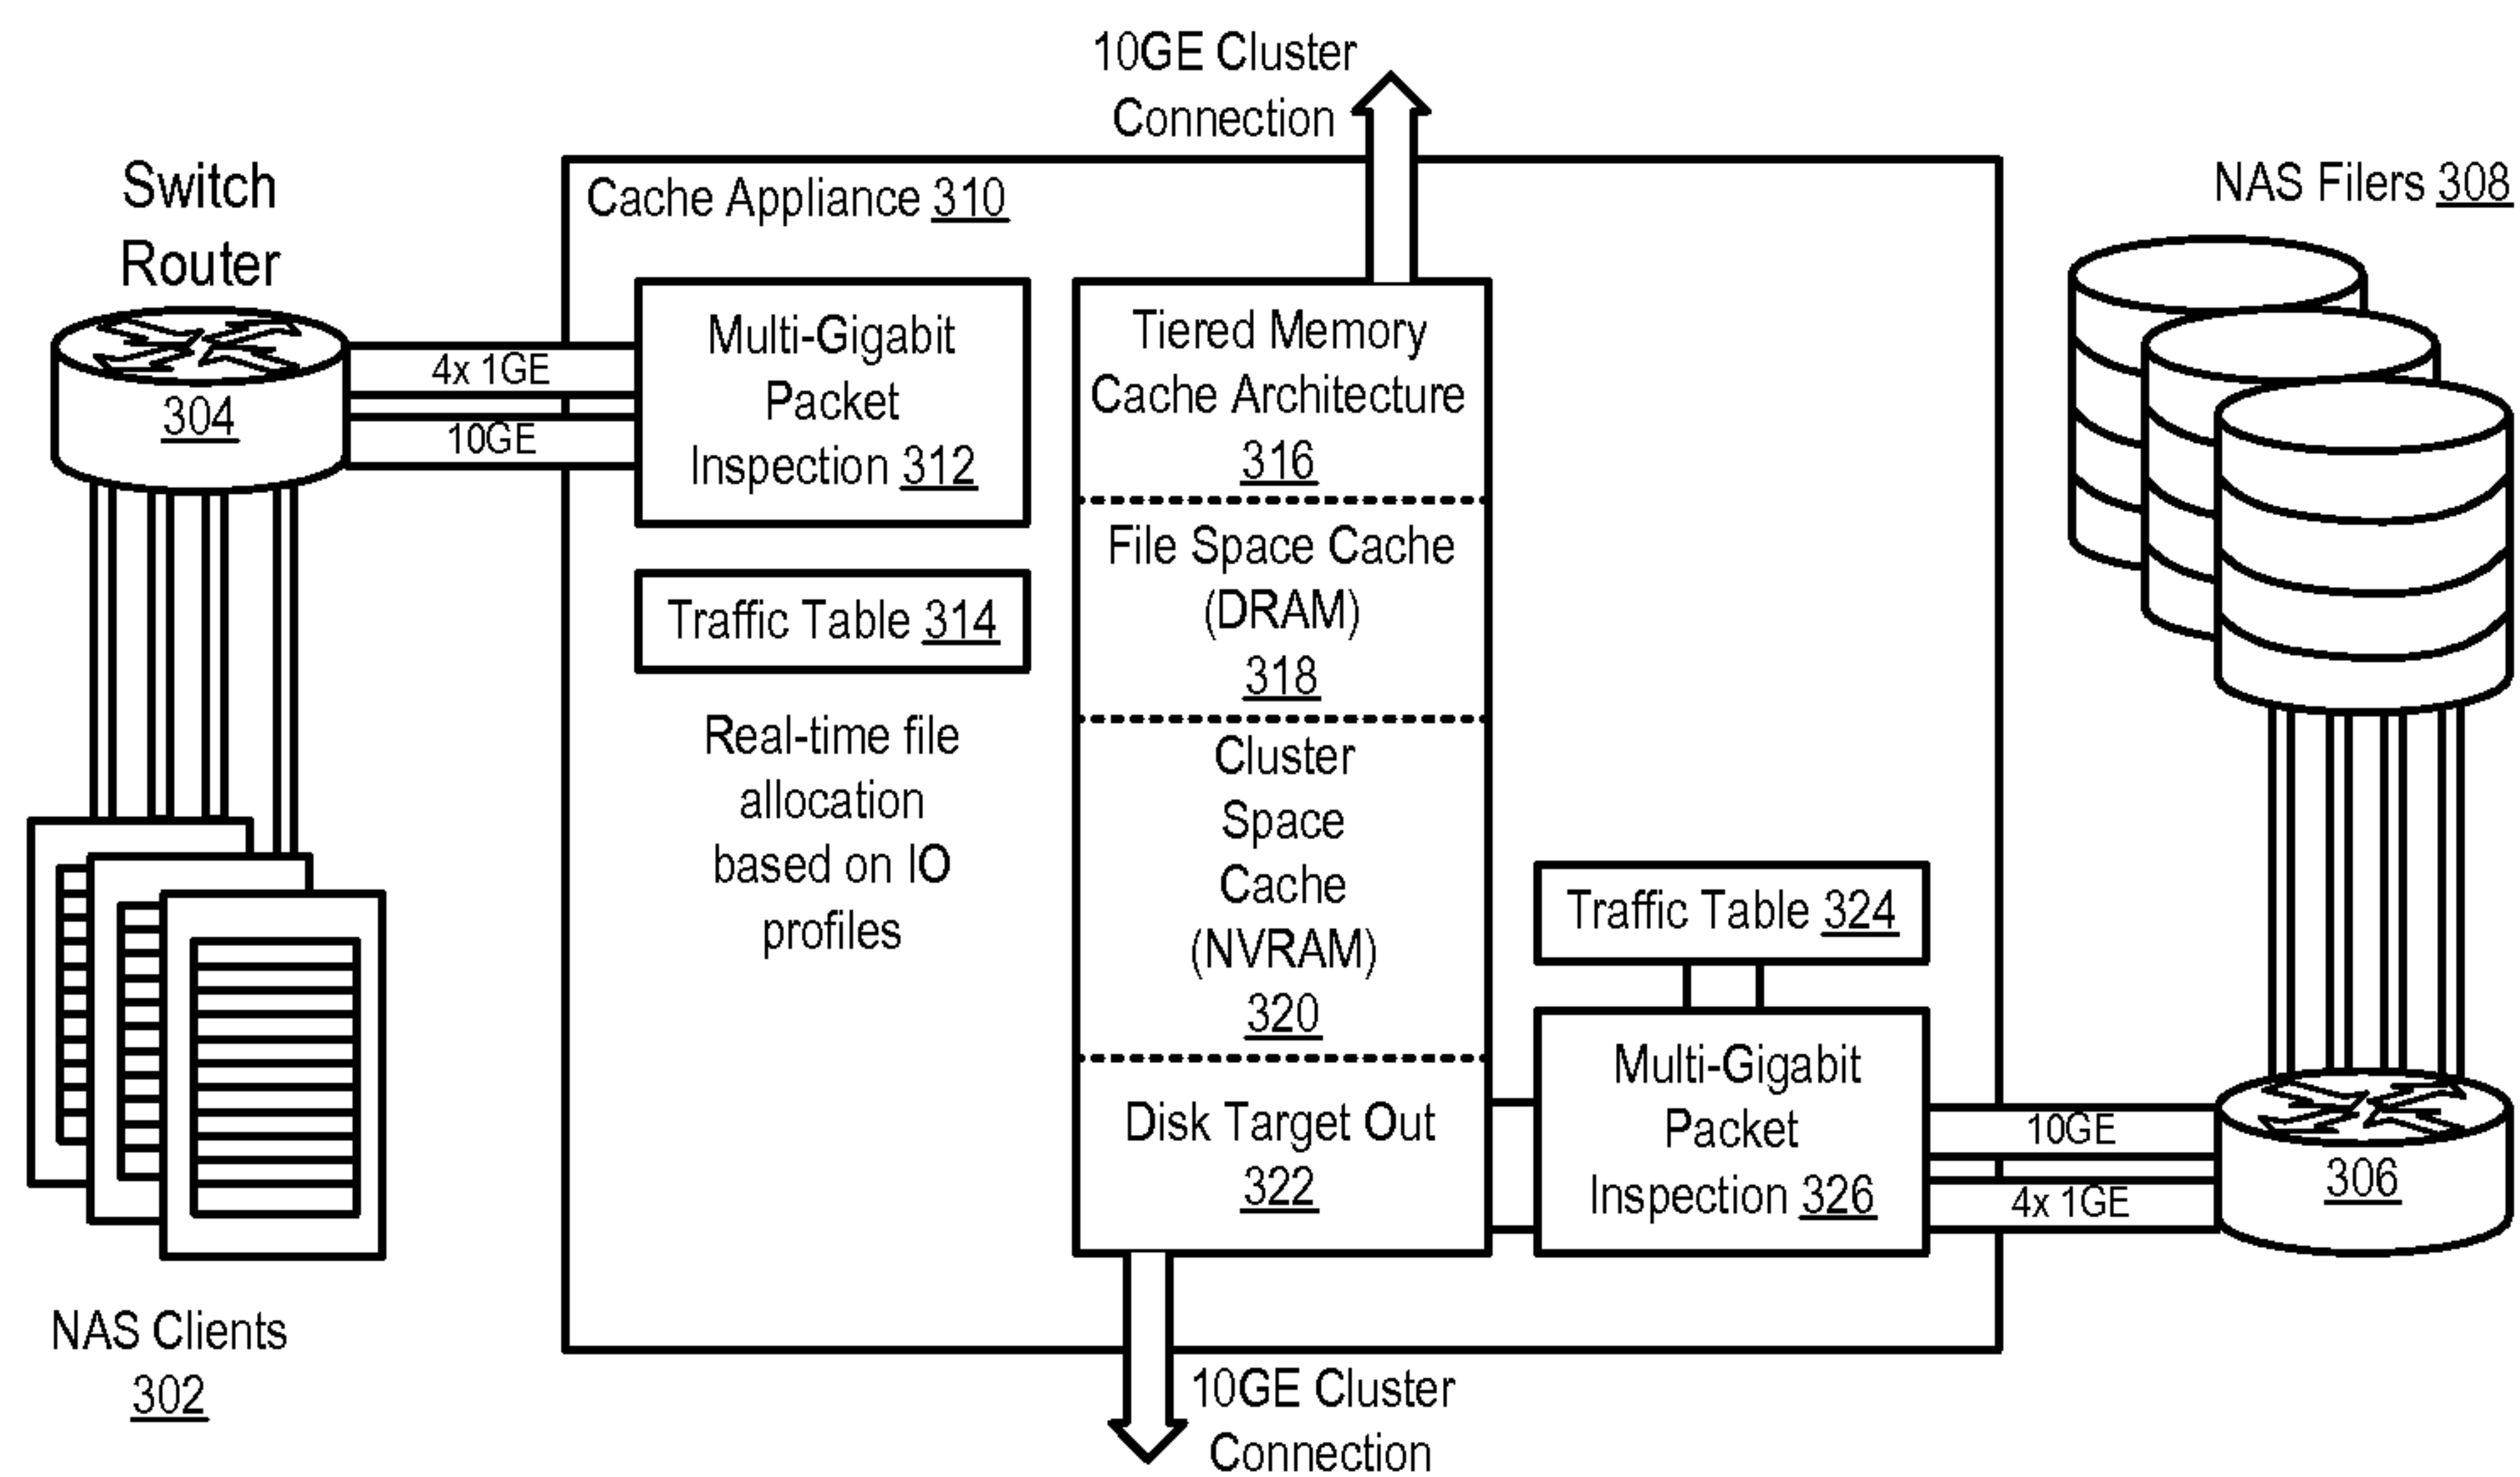 10GE Cluster
Connection
Switch
Router
304
4x 1GE
10GE
Cache Appliance 310
Multi-Gigabit
Packet
Inspection 312
Traffic Table 314
Real-time file
allocation
based on IO
profiles
Tiered Memory
Cache Architecture
316
File Space Cache
(DRAM)
318
Cluster
Space
Cache
(NVRAM)
320
Disk Target Out
322
Traffic Table 324
Multi-Gigabit
Packet
Inspection 326
10GE
4x 1GE
NAS Filers 308
306
NAS Clients
302
10GE Cluster
Connection